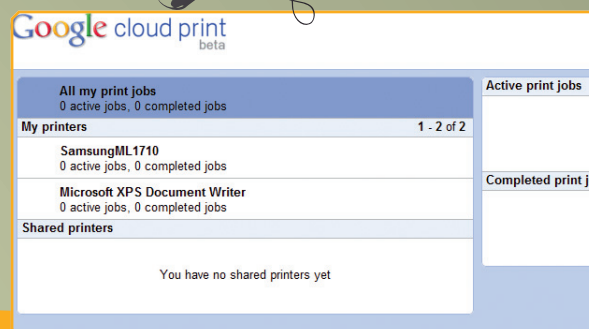 Google cloud print
beta
All my print jobs
0 active jobs, 0 completed jobs
My printers 1 - 2 of 2
SamsungML1710
0 active jobs, 0 completed jobs
Microsoft XPS Document Writer
0 active jobs, 0 completed jobs
Shared printers
You have no shared printers yet
Active print jobs
Completed print j